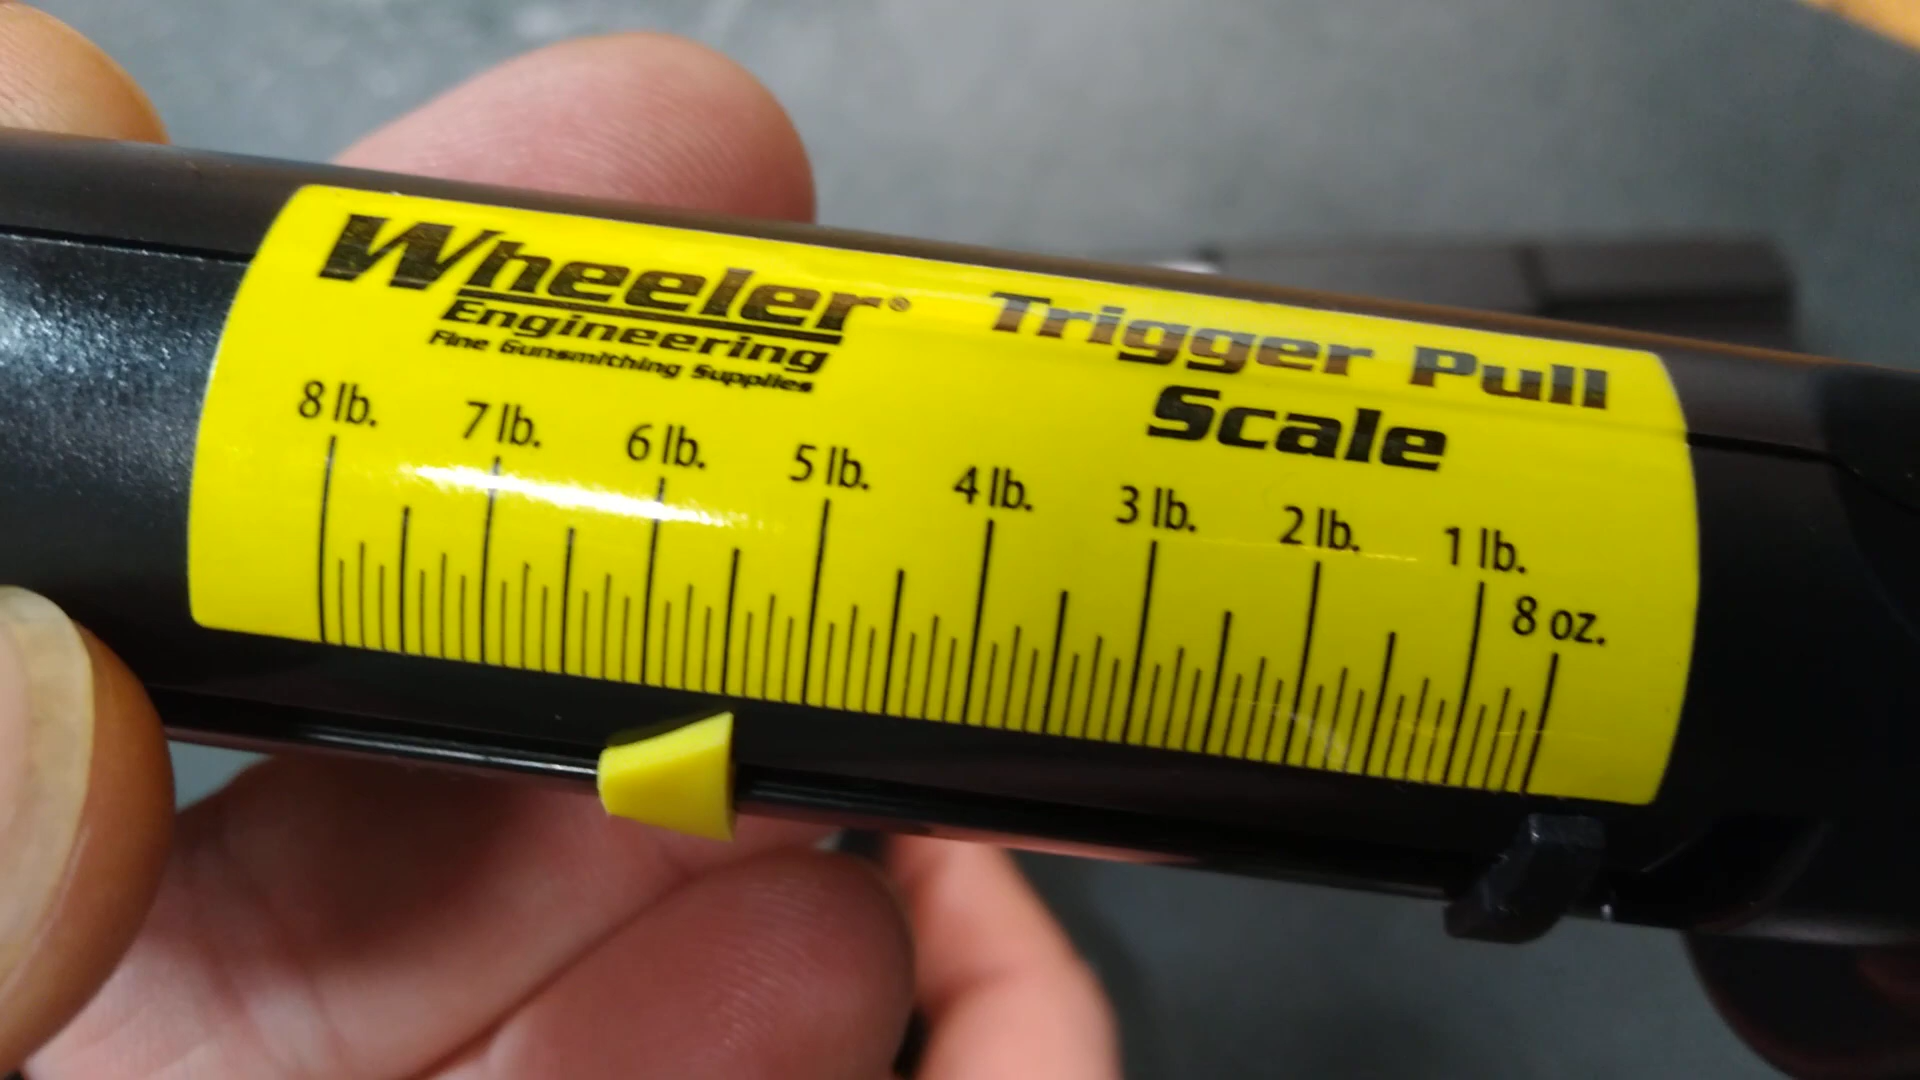 Wheeler®
Engineering
Fine Gunsmithing Supplies
Trigger Pull
Scale
8 lb. 7 lb. 6 lb. 5 lb. 4 lb. 3 lb. 2 lb. 1 lb.
8 oz.